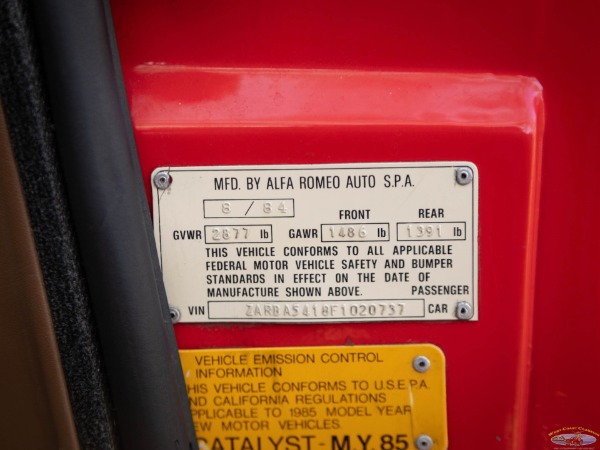 MFD. BY ALFA ROMEO AUTO S.P.A.
8 / 84
FRONT REAR
GVWR 2877 lb GAWR 1486 lb 1391 lb
THIS VEHICLE CONFORMS TO ALL APPLICABLE
FEDERAL MOTOR VEHICLE SAFETY AND BUMPER
STANDARDS IN EFFECT ON THE DATE OF
MANUFACTURE SHOWN ABOVE. PASSENGER
VIN ZARBA5418F1020737 CAR
VEHICLE EMISSION CONTROL
INFORMATION
HIS VEHICLE CONFORMS TO U.S.E.P.A.
AND CALIFORNIA REGULATIONS
APPLICABLE TO 1985 MODEL YEAR
EW MOTOR VEHICLES.
CATALYST - M.Y. 85